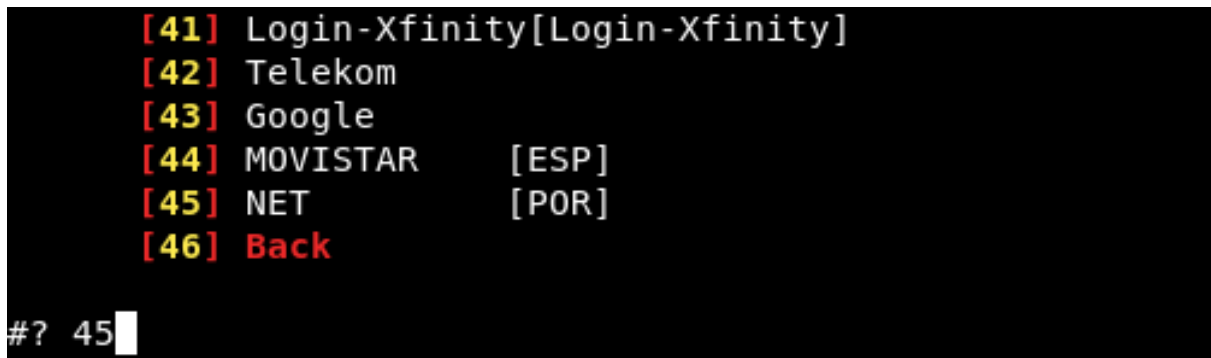 [41] Login-Xfinity[Login-Xfinity]
[42] Telekom
[43] Google
[44] MOVISTAR [ESP]
[45] NET [POR]
[46] Back
#? 45